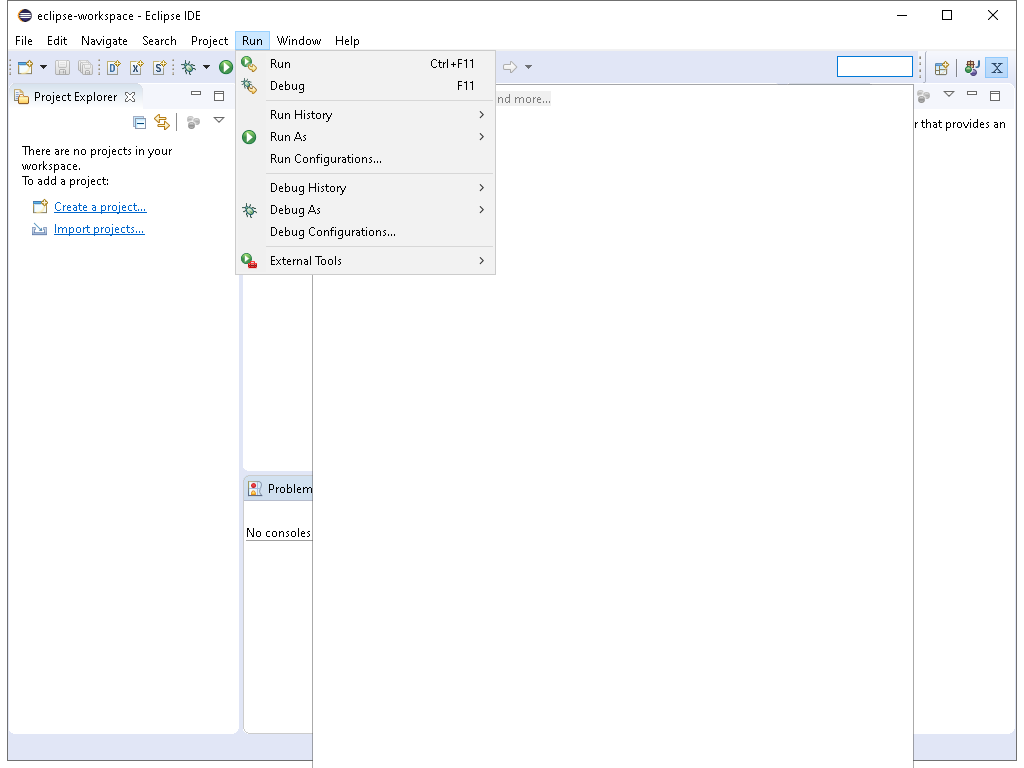 eclipse-workspace - Eclipse IDE
File Edit Navigate Search Project Run Window Help
Run Ctrl+F11
Debug F11
Run History
Run As
Run Configurations...
Debug History
Debug As
Debug Configurations...
External Tools
Project Explorer
There are no projects in your
workspace.
To add a project:
Create a project...
Import projects...
nd more...
r that provides an
Problem
No consoles